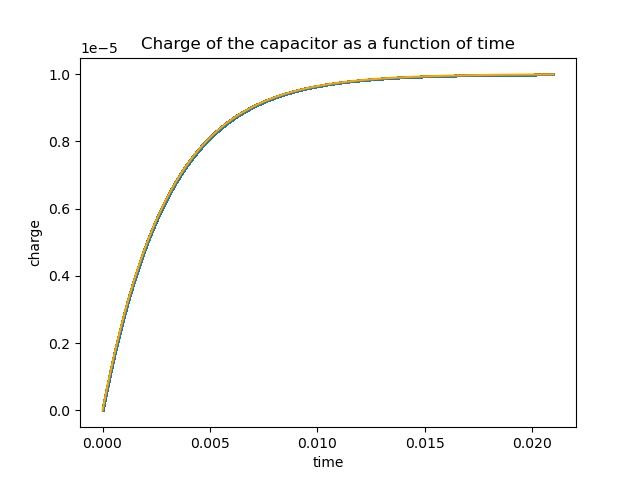 Charge of the capacitor as a function of time
1e−5
1.0
0.8
0.6
0.4
0.2
0.0
charge
0.000 0.005 0.010 0.015 0.020
time